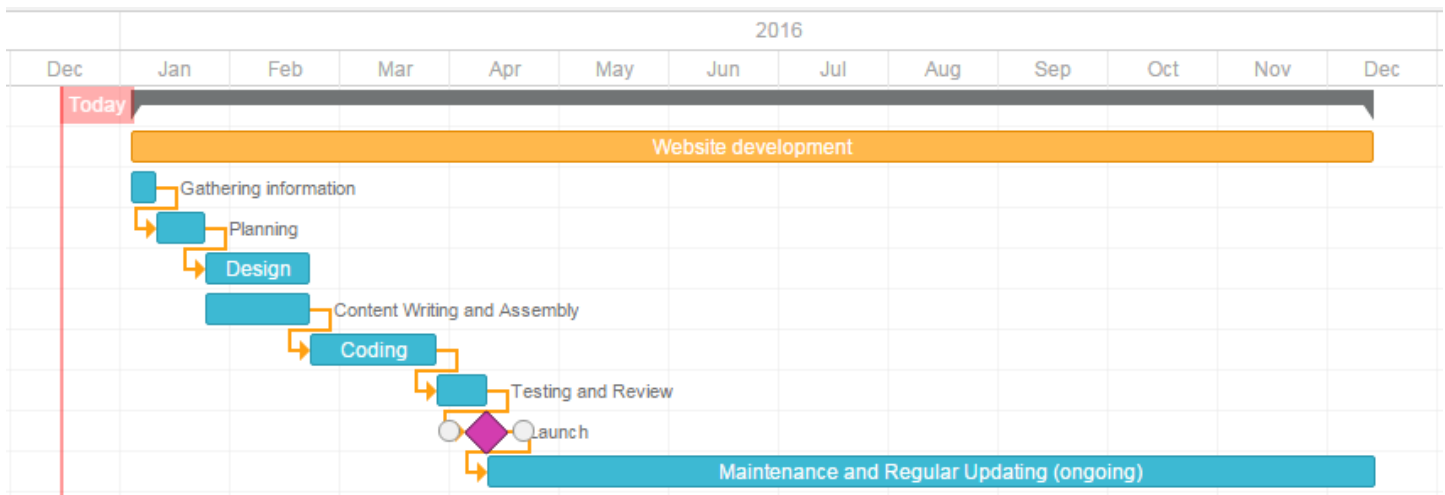 2016
Dec Jan Feb Mar Apr May Jun Jul Aug Sep Oct Nov Dec
Today
Website development
Gathering information
Planning
Design
Content Writing and Assembly
Coding
Testing and Review
Launch
Maintenance and Regular Updating (ongoing)